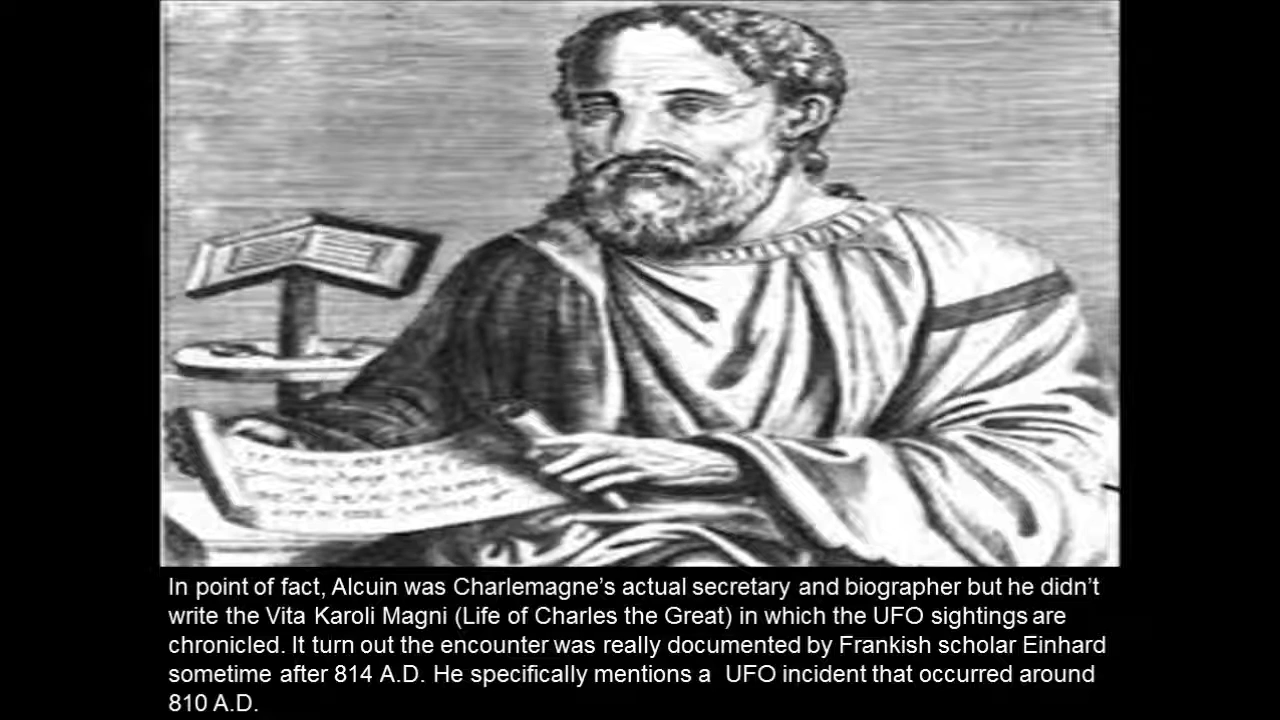 In point of fact, Alcuin was Charlemagne’s actual secretary and biographer but he didn’t
write the Vita Karoli Magni (Life of Charles the Great) in which the UFO sightings are
chronicled. It turn out the encounter was really documented by Frankish scholar Einhard
sometime after 814 A.D. He specifically mentions a  UFO incident that occurred around
810 A.D.